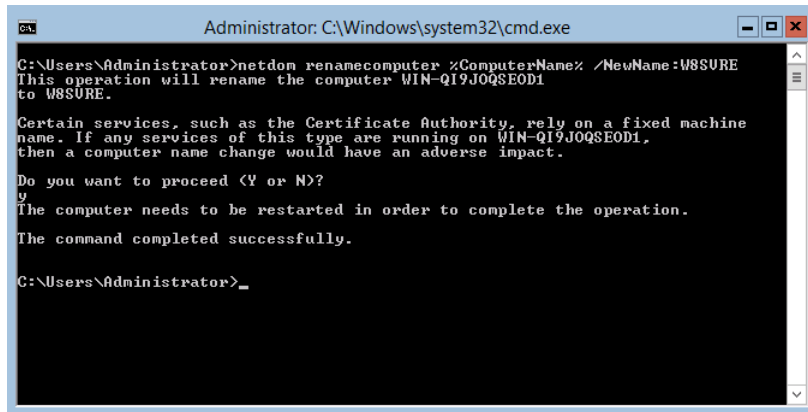 Administrator: C:\Windows\system32\cmd.exe
C:\Users\Administrator>netdom renamecomputer %ComputerName% /NewName:W8SVRE
This operation will rename the computer WIN-QI9JOQSEOD1
to W8SVRE.
Certain services, such as the Certificate Authority, rely on a fixed machine
name. If any services of this type are running on WIN-QI9JOQSEOD1,
then a computer name change would have an adverse impact.
Do you want to proceed (Y or N)?
y
The computer needs to be restarted in order to complete the operation.
The command completed successfully.
C:\Users\Administrator>_